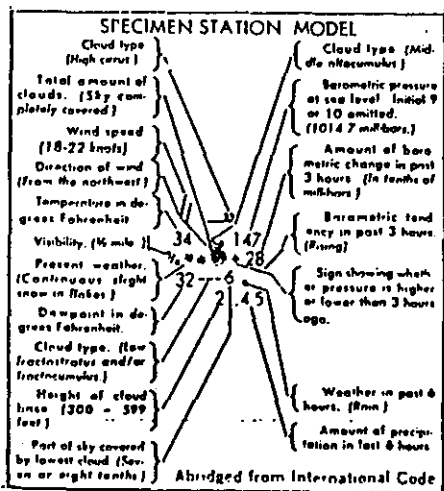 SPECIMEN STATION MODEL
Cloud type
(High cirrus)
Total amount of
clouds. (Sky com-
pletely covered)
Wind speed
(18-22 knots)
Direction of wind
(from the northwest)
Temperature in de-
grees Fahrenheit
Visibility. (¾ mile)
Present weather.
(Continuous slight
snow in flakes)
Dewpoint in de-
grees Fahrenheit.
Cloud type. (Low
fractostratus and/or
fractocumulus.)
Height of cloud
base (300 - 599
feet)
Part of sky covered
by lowest cloud (Sev-
en or eight tenths)
34
32
6
2
147
28
.45
Cloud type (Mid-
dle altocumulus)
Barometric pressure
at sea level Initial 9
or 10 omitted.
(1014.7 millibars.)
Amount of baro
metric change in past
3 hours (In tenths of
millibars)
Barometric tend
ency in past 3 hours.
(Rising)
Sign showing wheth
er pressure is higher
or lower than 3 hours
ago.
Weather in past 6
hours. (Rain)
Amount of precipi-
tation in last 6 hours
Abridged from International Code